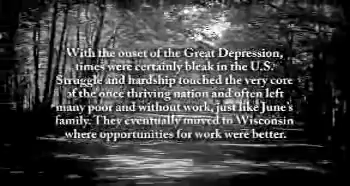 With the onset of the Great Depression,
times were certainly bleak in the U.S.
Struggle and hardship touched the very core
of the once thriving nation and often left
many poor and without work, just like June's
family. They eventually moved to Wisconsin
where opportunities for work were better.